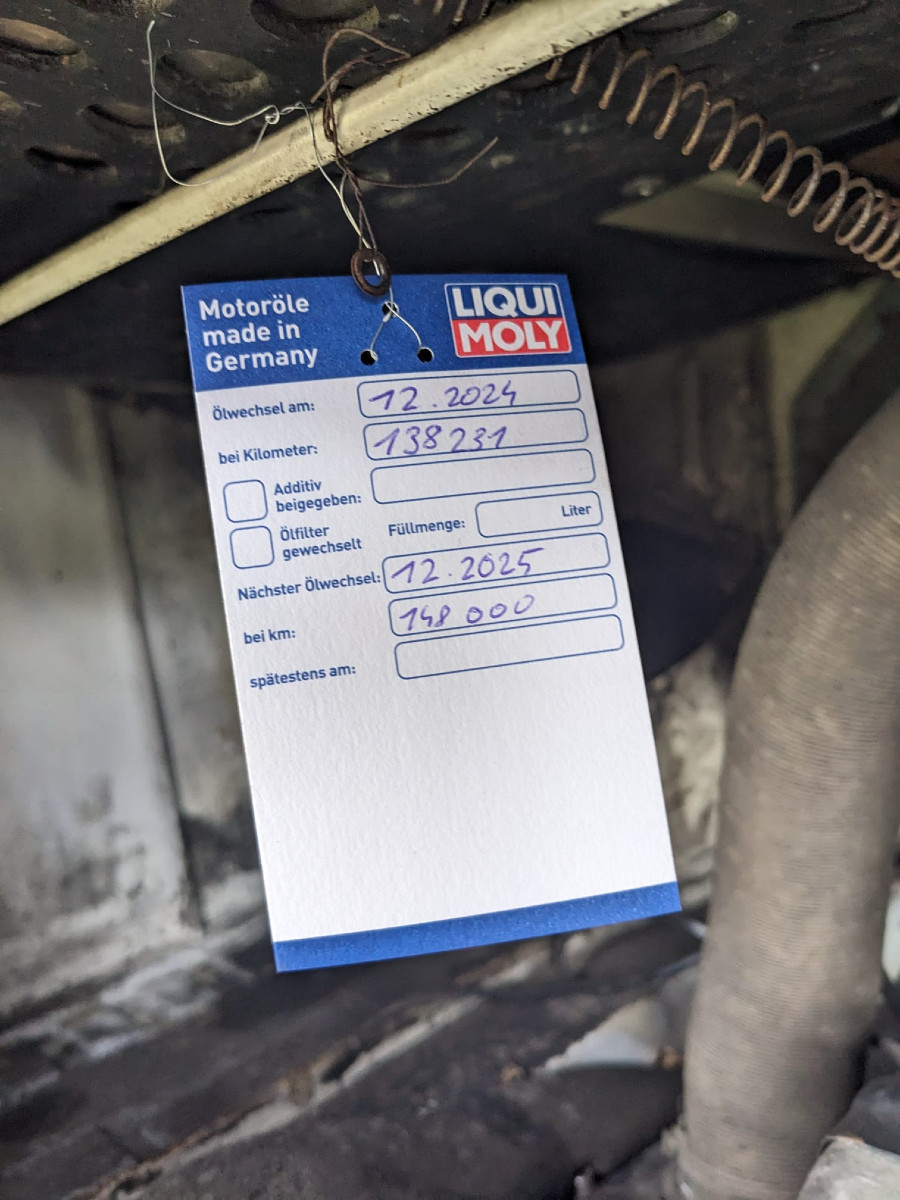 Motoröle
made in
Germany
LIQUI
MOLY
Ölwechsel am: 12.2024
bei Kilometer: 138231
Additiv
beigegeben:
Ölfilter
gewechselt
Füllmenge: Liter
Nächster Ölwechsel: 12.2025
bei km: 148 000
spätestens am: